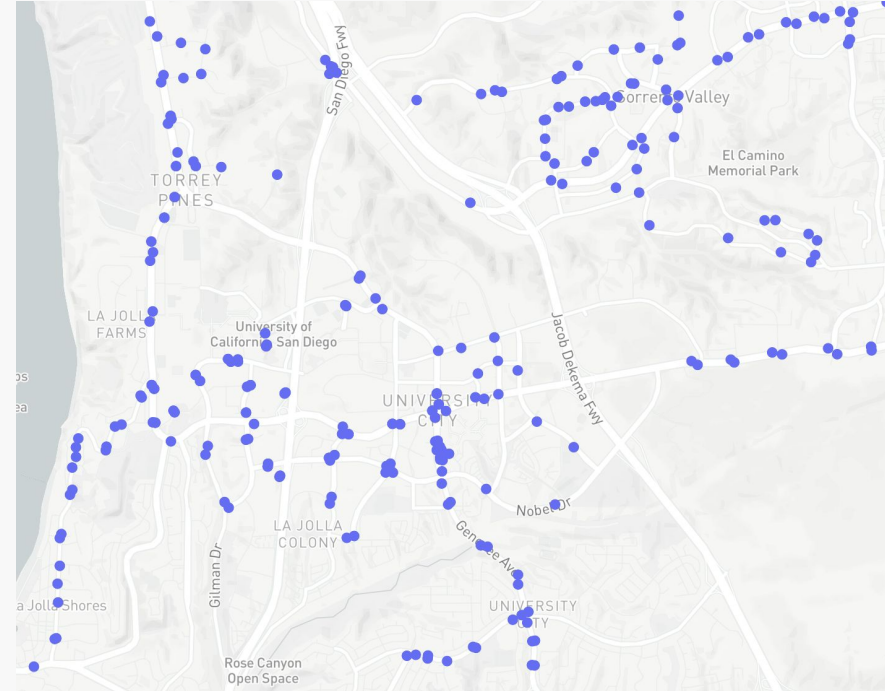 San Diego Fwy
Sorrento Valley
El Camino
Memorial Park
TORREY
PINES
LA JOLLA
FARMS
University of
California San Diego
Jacob Dekema Fwy
UNIVERSITY
CITY
Nobel Dr
LA JOLLA
COLONY
Genesee Ave
Gilman Dr
a Jolla Shores
UNIVERSITY
CITY
Rose Canyon
Open Space
ps
ea